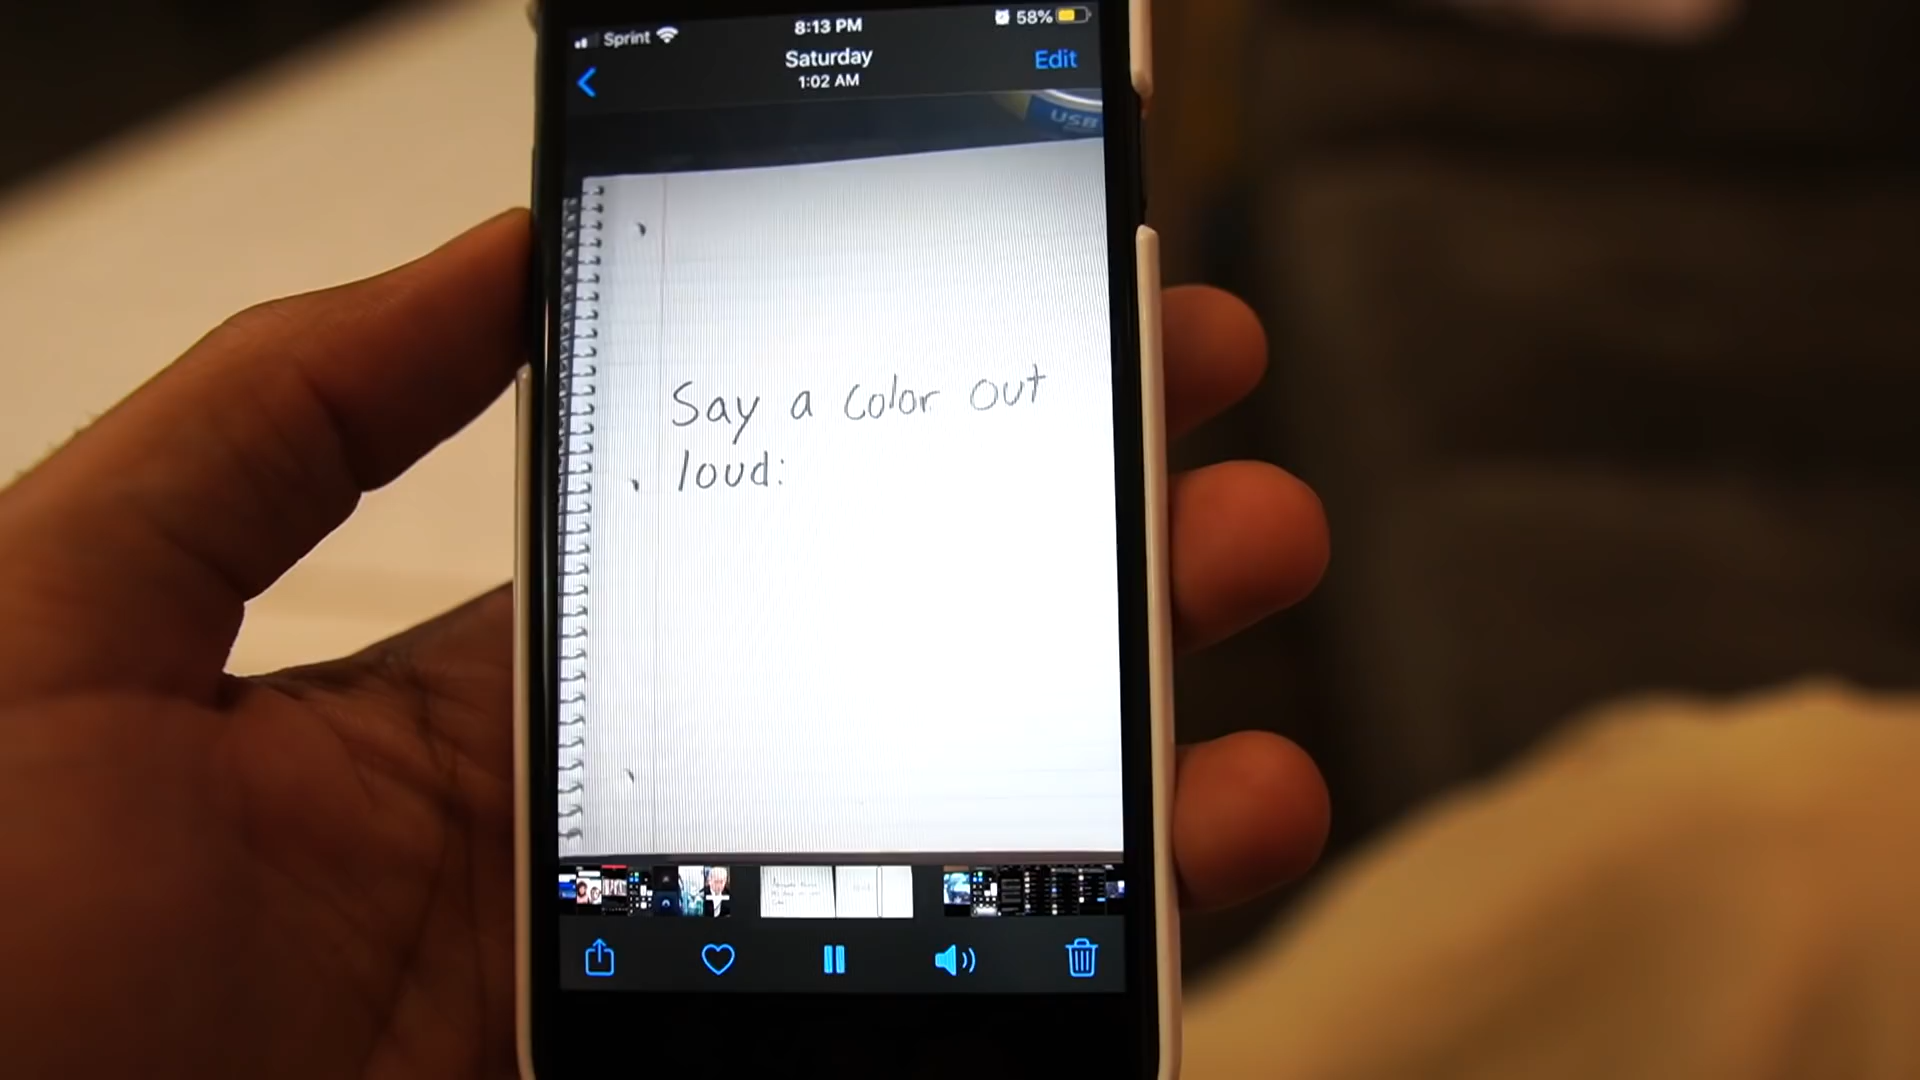 Sprint 8:13 PM 58%
Saturday
1:02 AM
Edit
USB
Say a color out
loud: